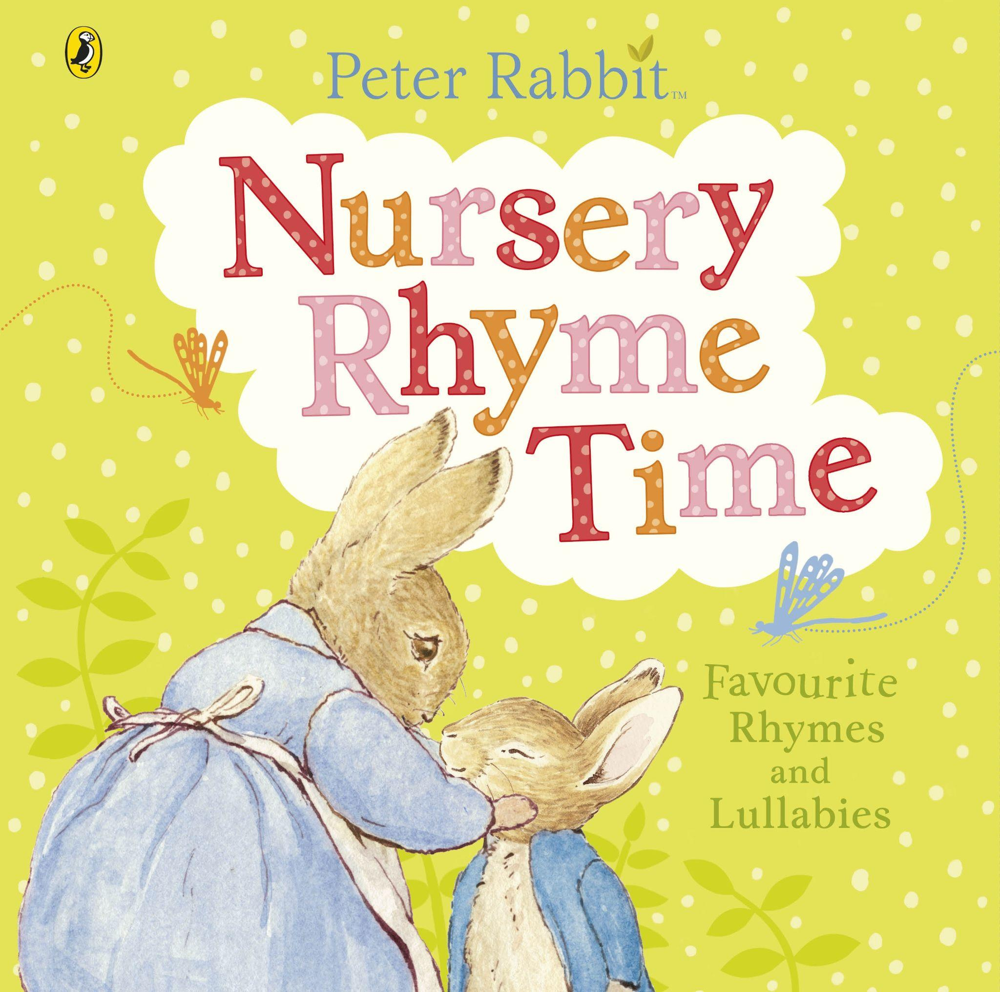 Peter Rabbit™
Nursery
Rhyme
Time
Favourite
Rhymes
and
Lullabies